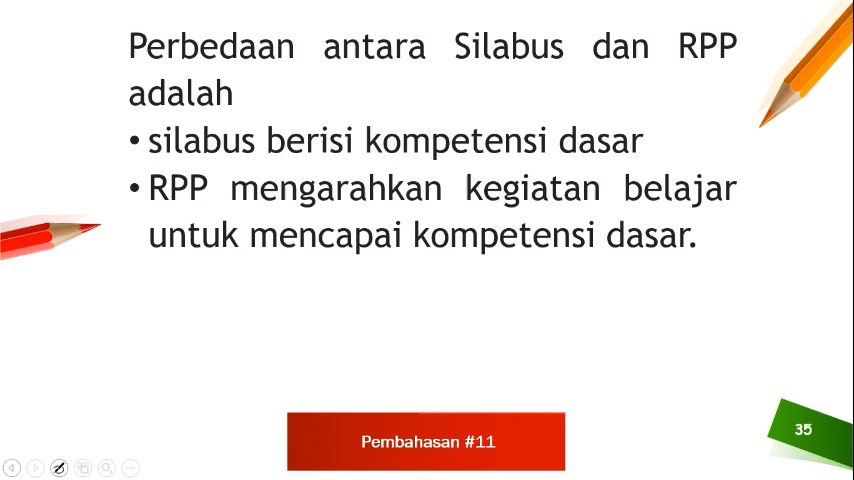 Perbedaan antara Silabus dan RPP
adalah
• silabus berisi kompetensi dasar
• RPP mengarahkan kegiatan belajar
untuk mencapai kompetensi dasar.
Pembahasan #11
35